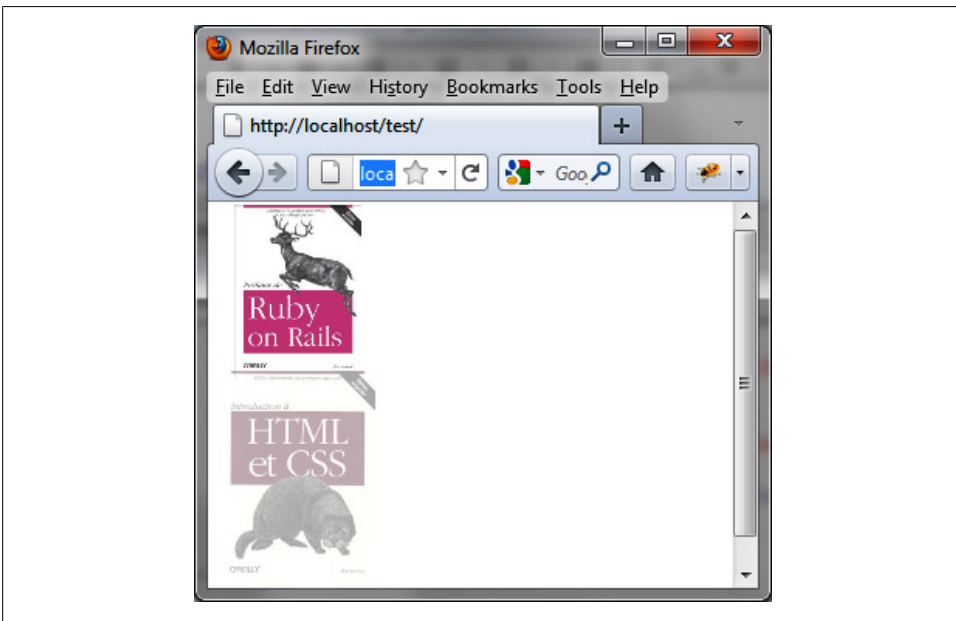 Mozilla Firefox
File Edit View History Bookmarks Tools Help
http://localhost/test/
loca Goo
Ruby
on Rails
O'REILLY
Introduction à
HTML
et CSS
O'REILLY